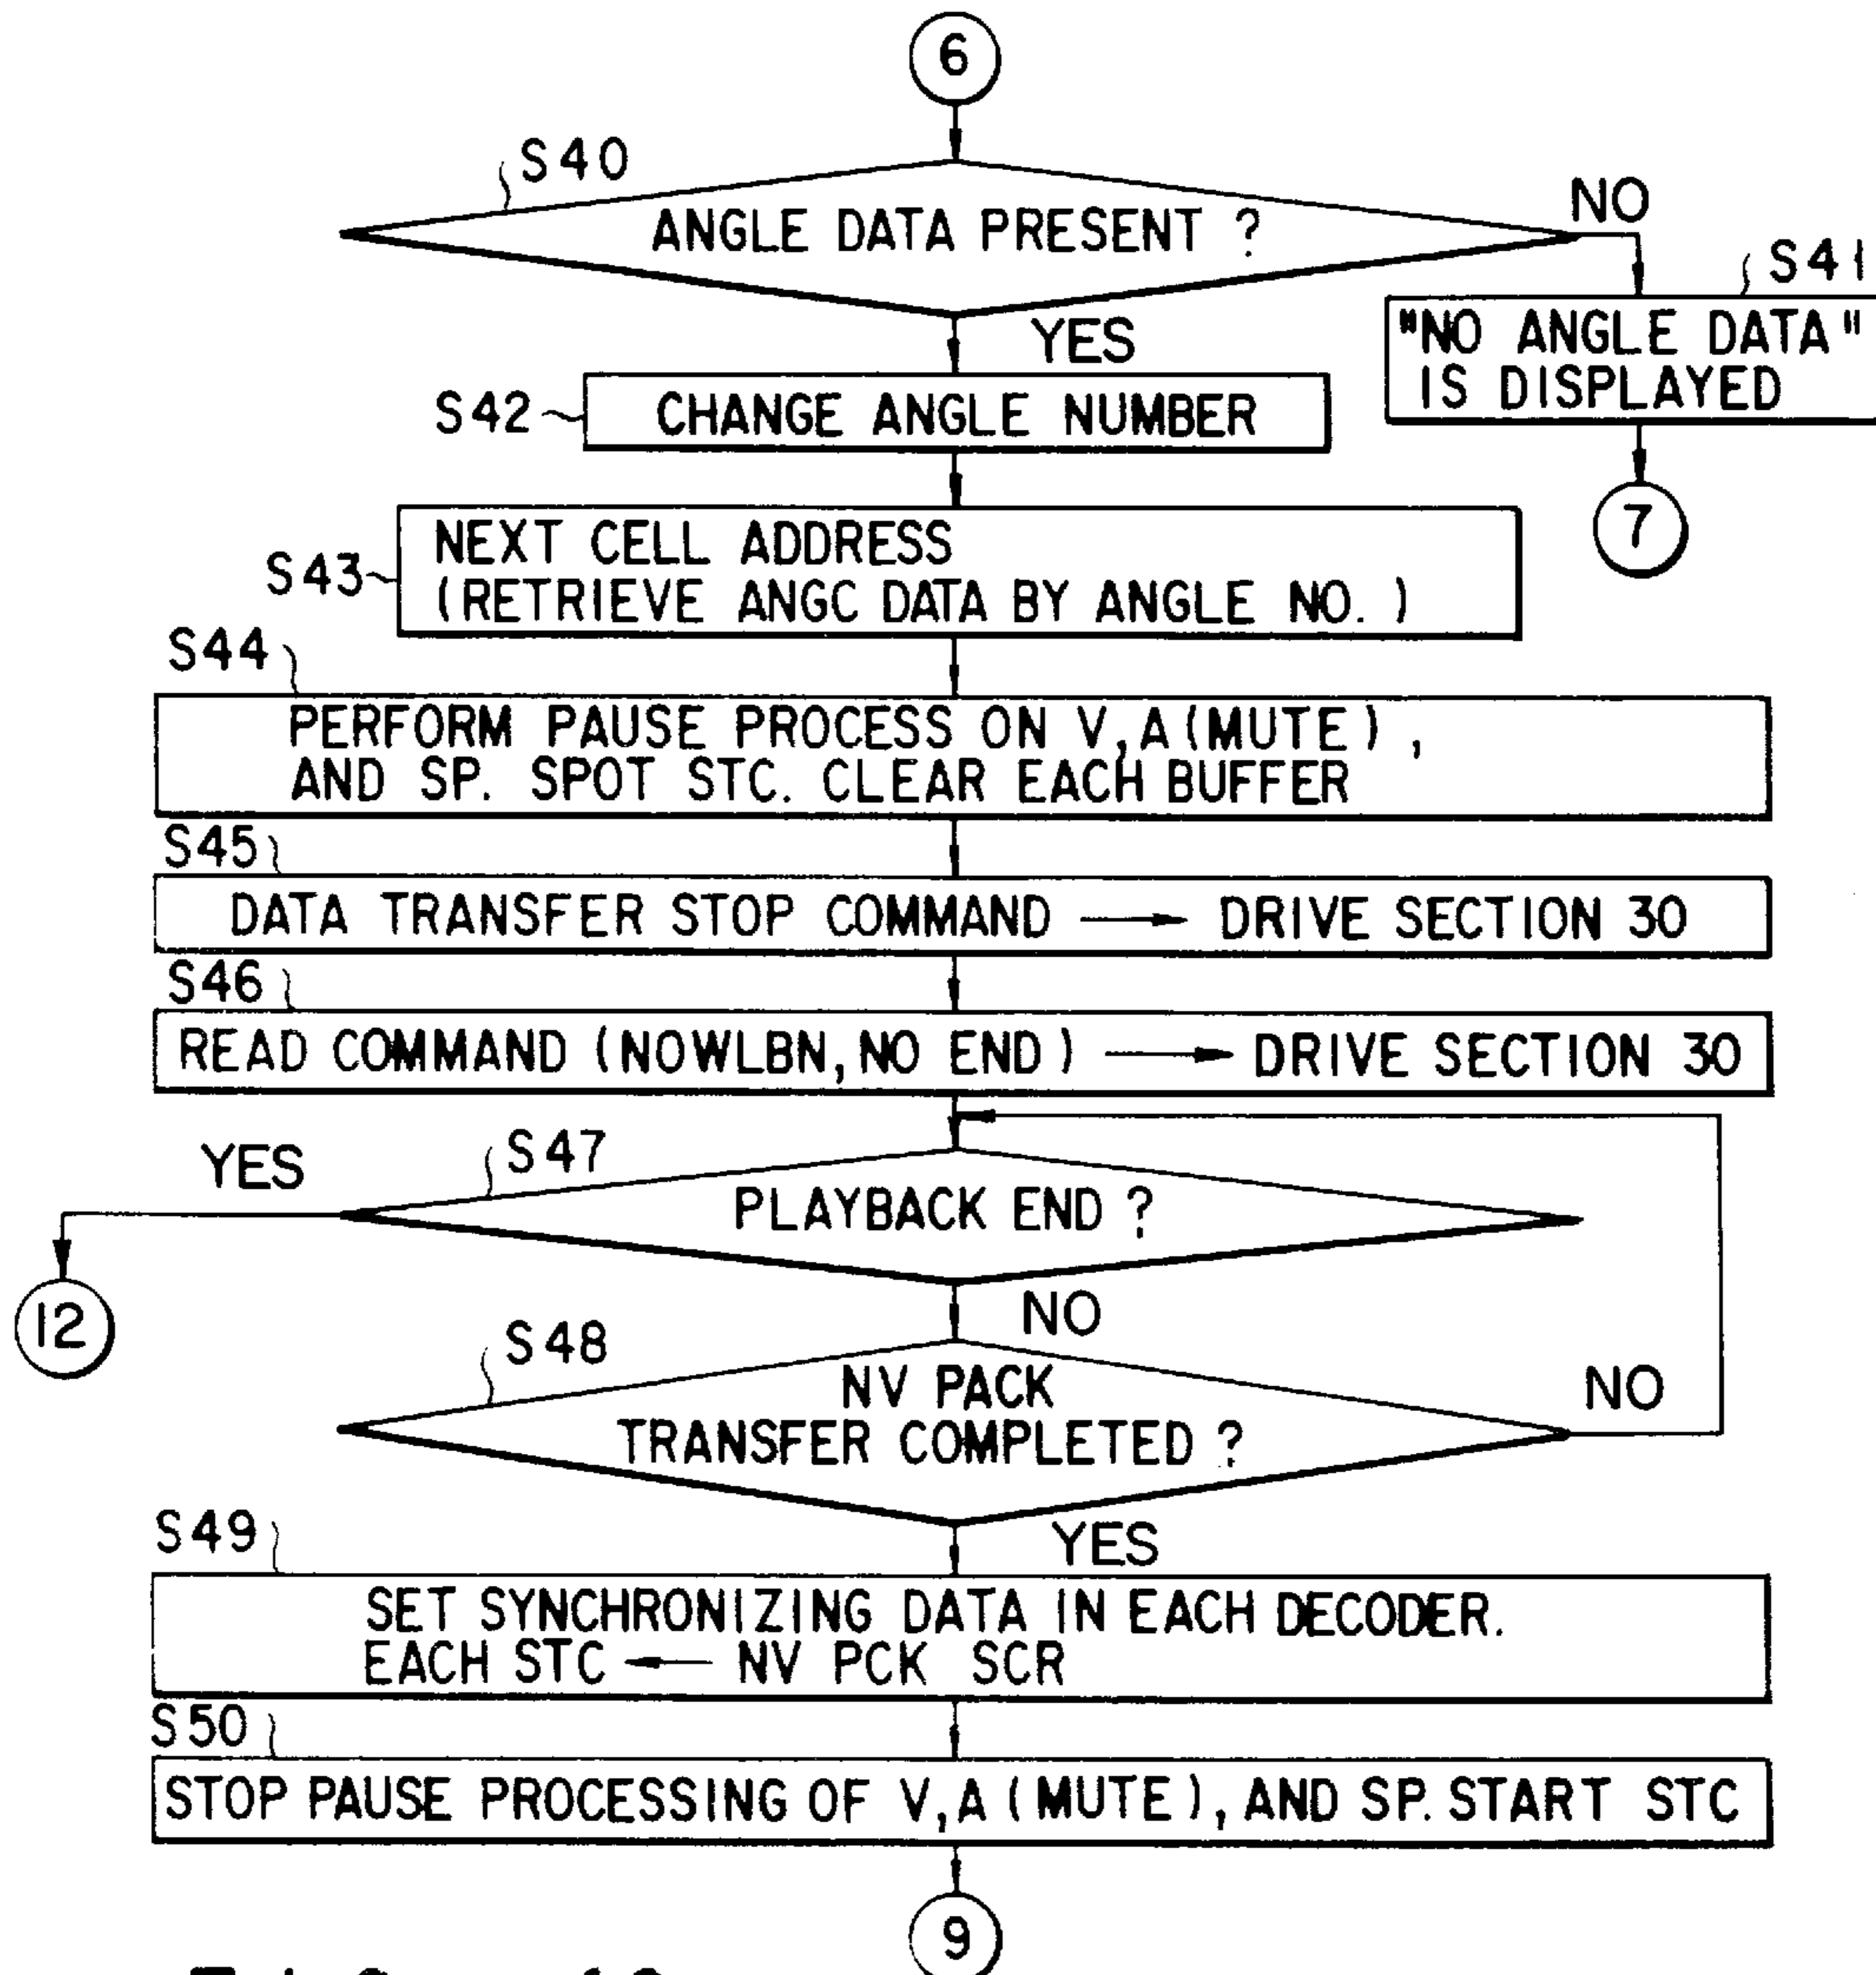 6
S40
ANGLE DATA PRESENT ?
NO
S41
"NO ANGLE DATA"
IS DISPLAYED
7
YES
S42
CHANGE ANGLE NUMBER
S43
NEXT CELL ADDRESS
(RETRIEVE ANGC DATA BY ANGLE NO. )
S44
PERFORM PAUSE PROCESS ON V,A(MUTE) ,
AND SP. SPOT STC. CLEAR EACH BUFFER
S45
DATA TRANSFER STOP COMMAND → DRIVE SECTION 30
S46
READ COMMAND (NOWLBN, NO END) → DRIVE SECTION 30
S47
PLAYBACK END ?
YES
12
NO
S48
NV PACK
TRANSFER COMPLETED ?
NO
YES
S49
SET SYNCHRONIZING DATA IN EACH DECODER.
EACH STC ← NV PCK SCR
S50
STOP PAUSE PROCESSING OF V,A (MUTE), AND SP. START STC
9